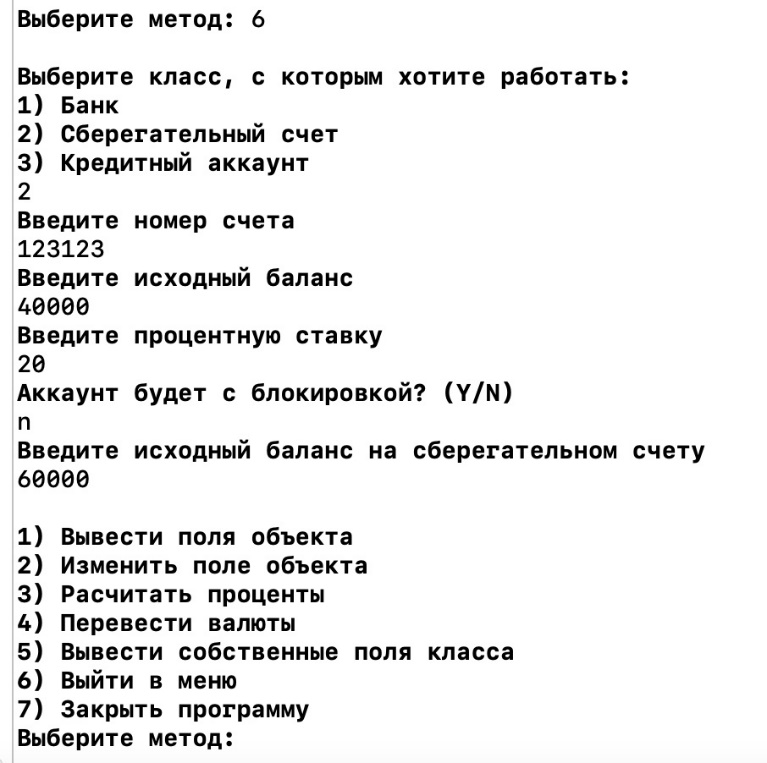 Выберите метод: 6
Выберите класс, с которым хотите работать:
1) Банк
2) Сберегательный счет
3) Кредитный аккаунт
2
Введите номер счета
123123
Введите исходный баланс
40000
Введите процентную ставку
20
Аккаунт будет с блокировкой? (Y/N)
n
Введите исходный баланс на сберегательном счету
60000
1) Вывести поля объекта
2) Изменить поле объекта
3) Расчитать проценты
4) Перевести валюты
5) Вывести собственные поля класса
6) Выйти в меню
7) Закрыть программу
Выберите метод: